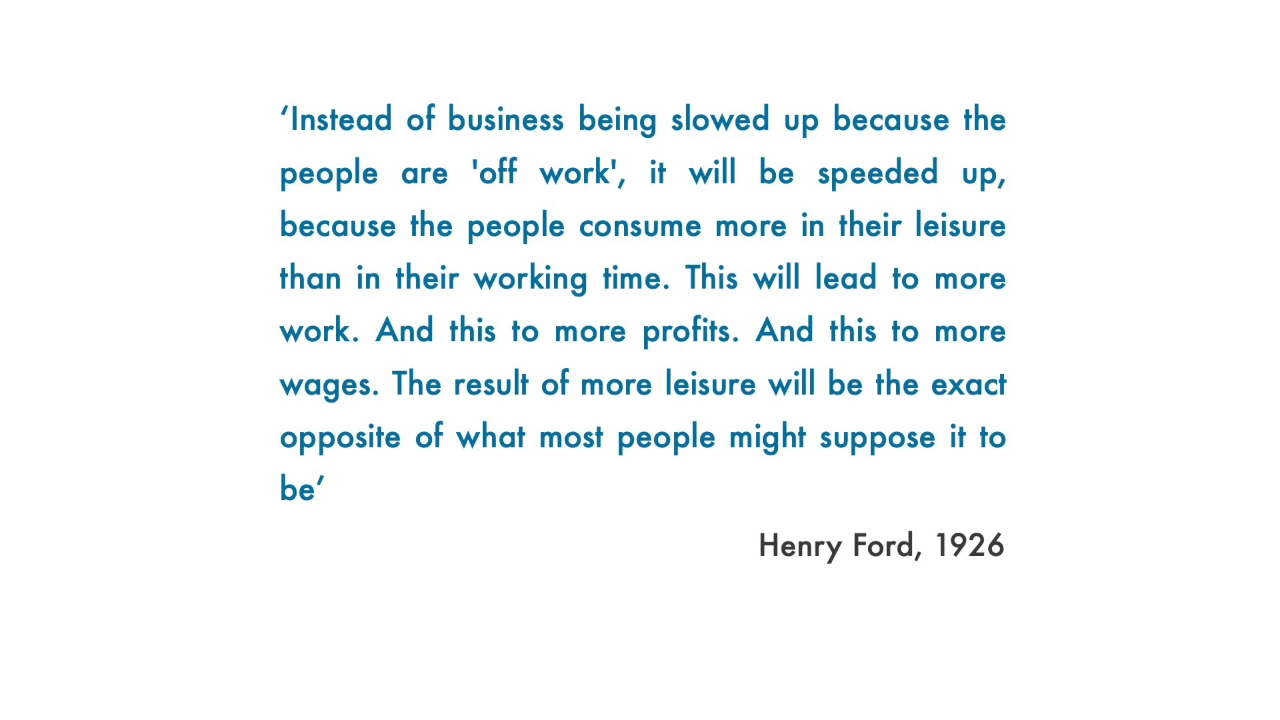 ‘Instead of business being slowed up because the
people are 'off work', it will be speeded up,
because the people consume more in their leisure
than in their working time. This will lead to more
work. And this to more profits. And this to more
wages. The result of more leisure will be the exact
opposite of what most people might suppose it to
be’
Henry Ford, 1926